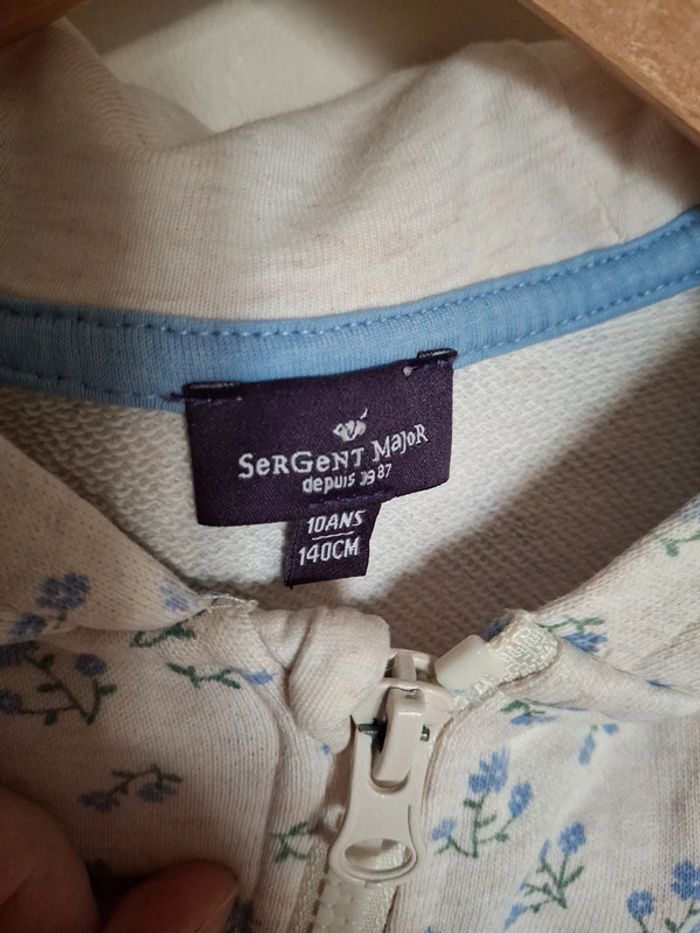 SeRGeNT MaJoR
depuis 1987
10ANS
140CM